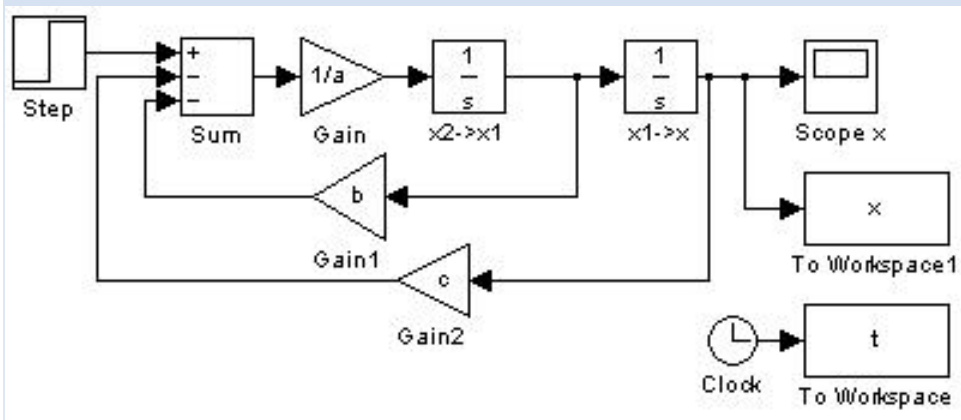 +
-
-
Step
Sum
1/a
Gain
1
s
x2->x1
1
s
x1->x
Scope x
b
Gain1
x
To Workspace1
c
Gain2
Clock
t
To Workspace